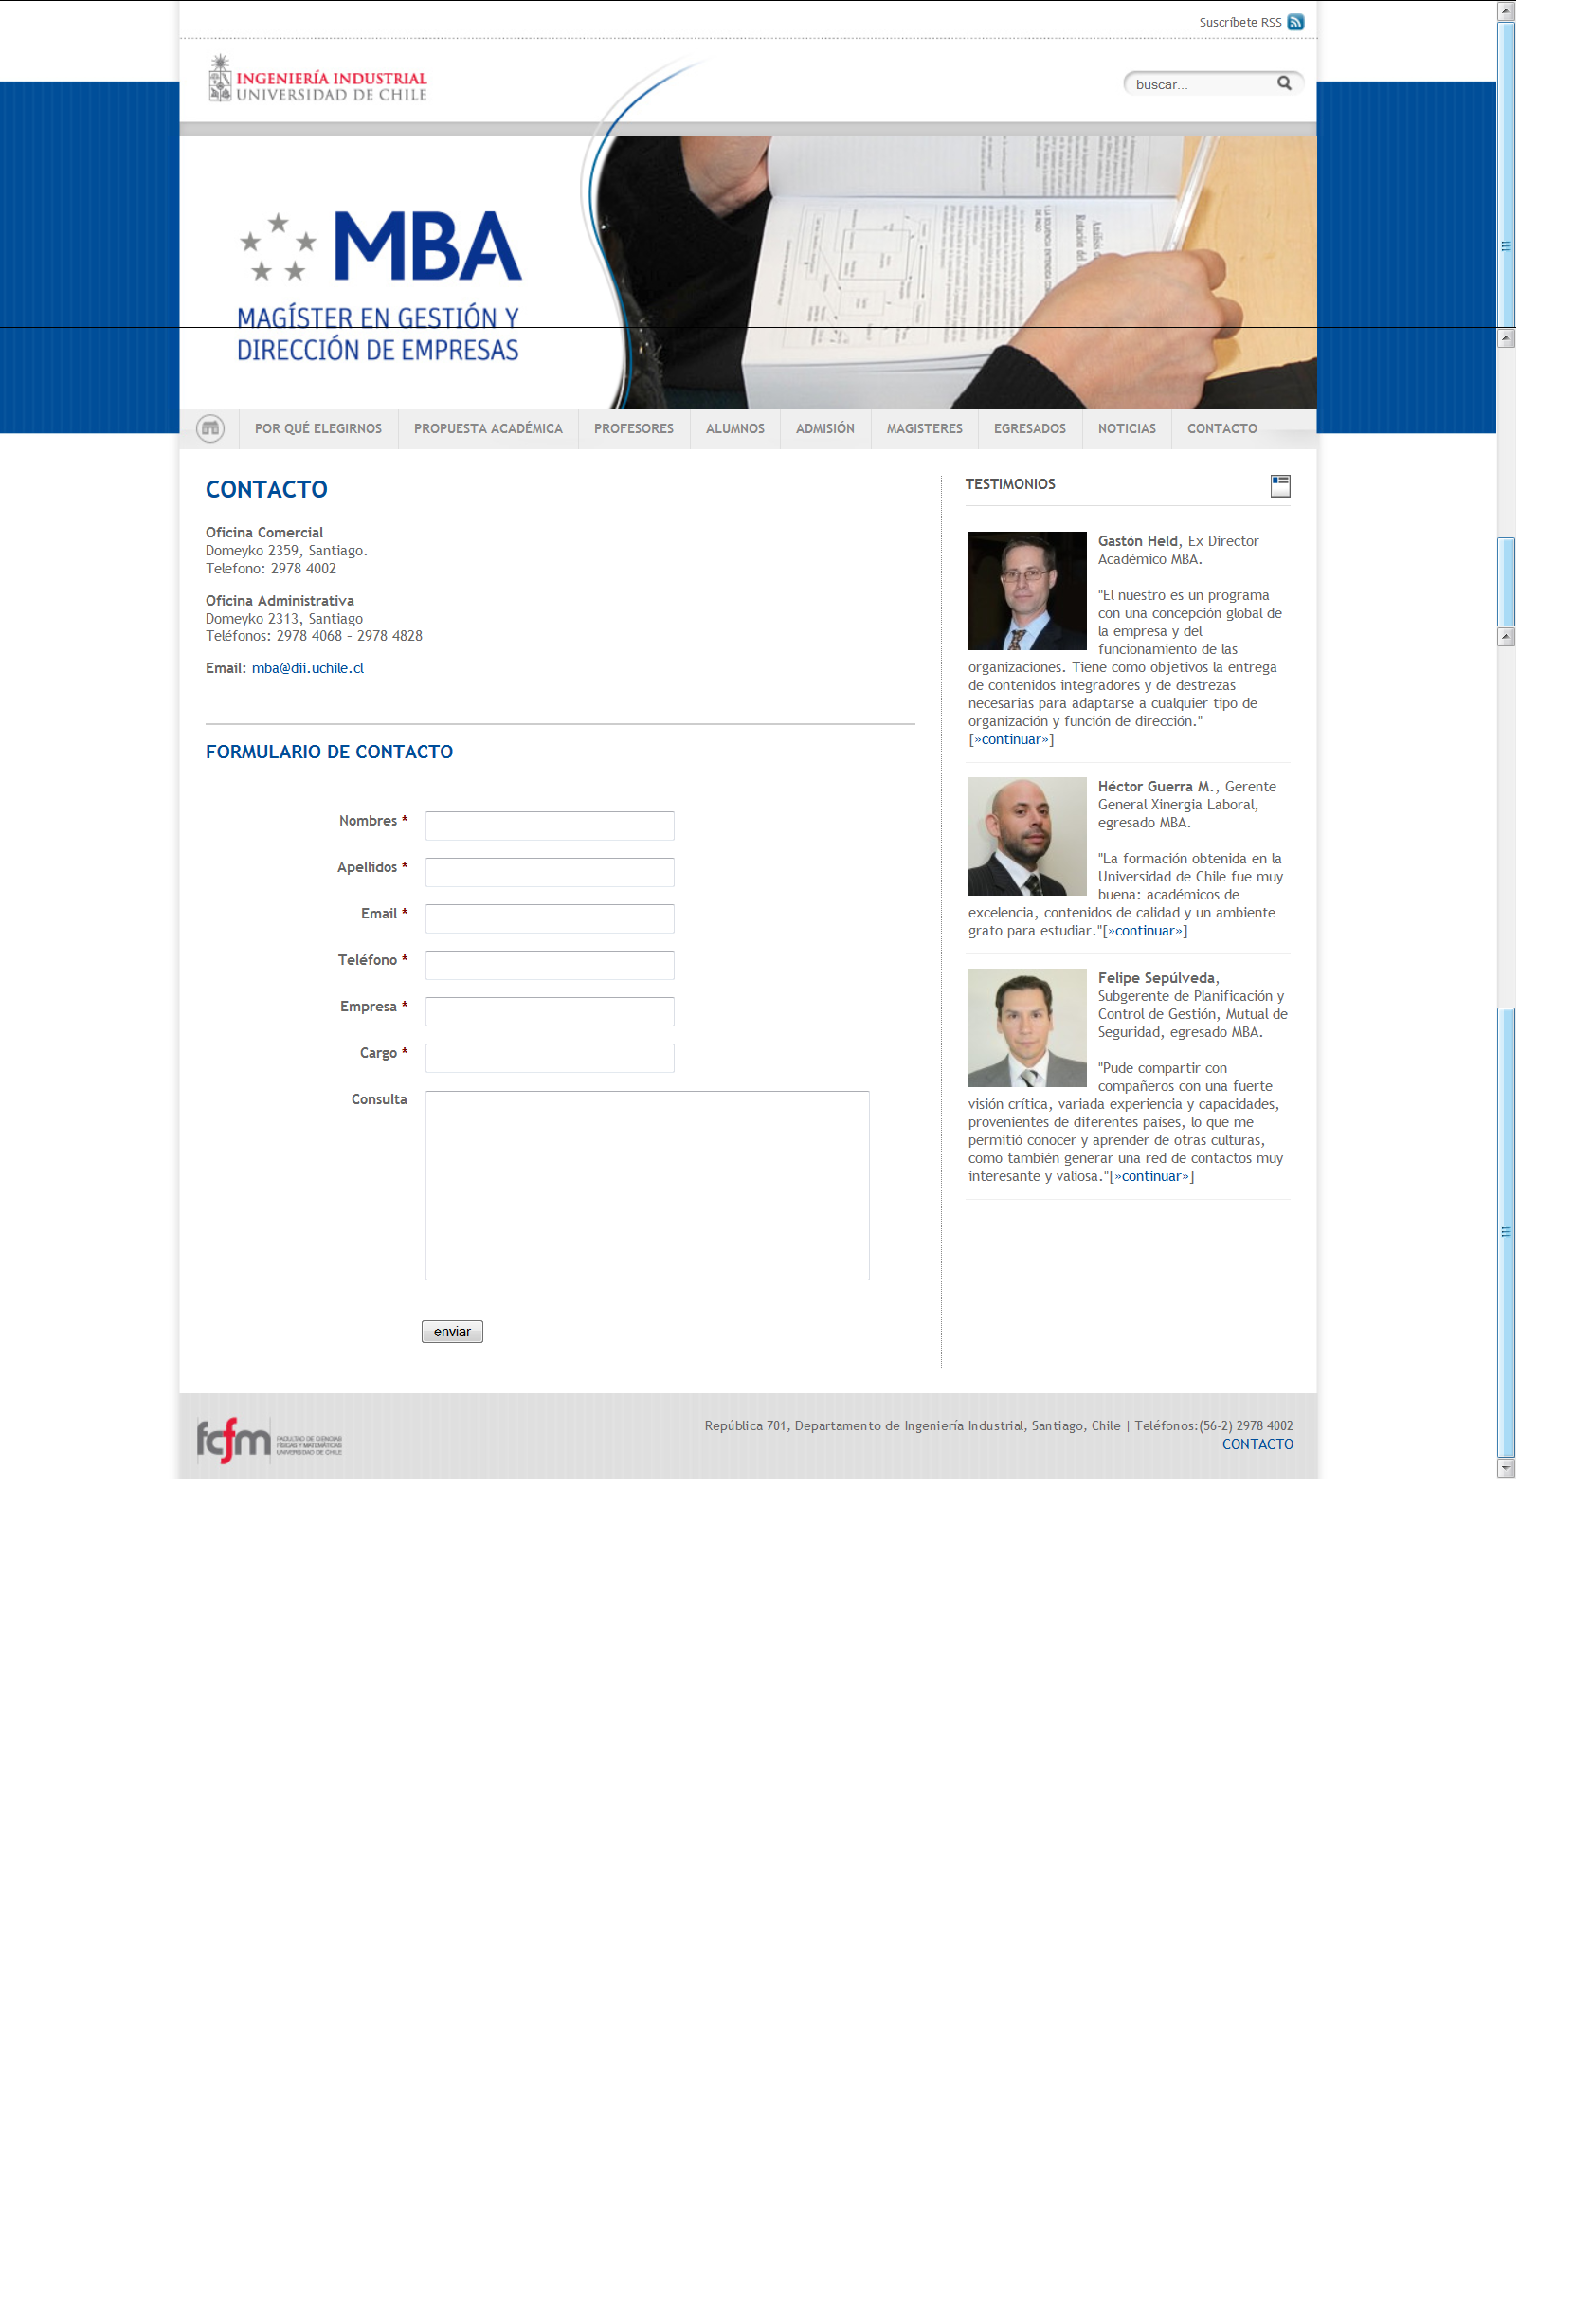 Suscríbete RSS
INGENIERÍA INDUSTRIAL
UNIVERSIDAD DE CHILE
buscar...
MBA
MAGÍSTER EN GESTIÓN Y
DIRECCIÓN DE EMPRESAS
POR QUÉ ELEGIRNOS
PROPUESTA ACADÉMICA
PROFESORES
ALUMNOS
ADMISIÓN
MAGISTERES
EGRESADOS
NOTICIAS
CONTACTO
CONTACTO
Oficina Comercial
Domeyko 2359, Santiago.
Telefono: 2978 4002
Oficina Administrativa
Domeyko 2313, Santiago
Teléfonos: 2978 4068 - 2978 4828
Email: mba@dii.uchile.cl
FORMULARIO DE CONTACTO
Nombres *
Apellidos *
Email *
Teléfono *
Empresa *
Cargo *
Consulta
enviar
TESTIMONIOS
Gastón Held, Ex Director
Académico MBA.
"El nuestro es un programa
con una concepción global de
la empresa y del
funcionamiento de las
organizaciones. Tiene como objetivos la entrega
de contenidos integradores y de destrezas
necesarias para adaptarse a cualquier tipo de
organización y función de dirección."
[»continuar»]
Héctor Guerra M., Gerente
General Xinergia Laboral,
egresado MBA.
"La formación obtenida en la
Universidad de Chile fue muy
buena: académicos de
excelencia, contenidos de calidad y un ambiente
grato para estudiar."[»continuar»]
Felipe Sepúlveda,
Subgerente de Planificación y
Control de Gestión, Mutual de
Seguridad, egresado MBA.
"Pude compartir con
compañeros con una fuerte
visión crítica, variada experiencia y capacidades,
provenientes de diferentes países, lo que me
permitió conocer y aprender de otras culturas,
como también generar una red de contactos muy
interesante y valiosa."[»continuar»]
fcfm
FACULTAD DE CIENCIAS
FÍSICAS Y MATEMÁTICAS
UNIVERSIDAD DE CHILE
República 701, Departamento de Ingeniería Industrial, Santiago, Chile | Teléfonos:(56-2) 2978 4002
CONTACTO